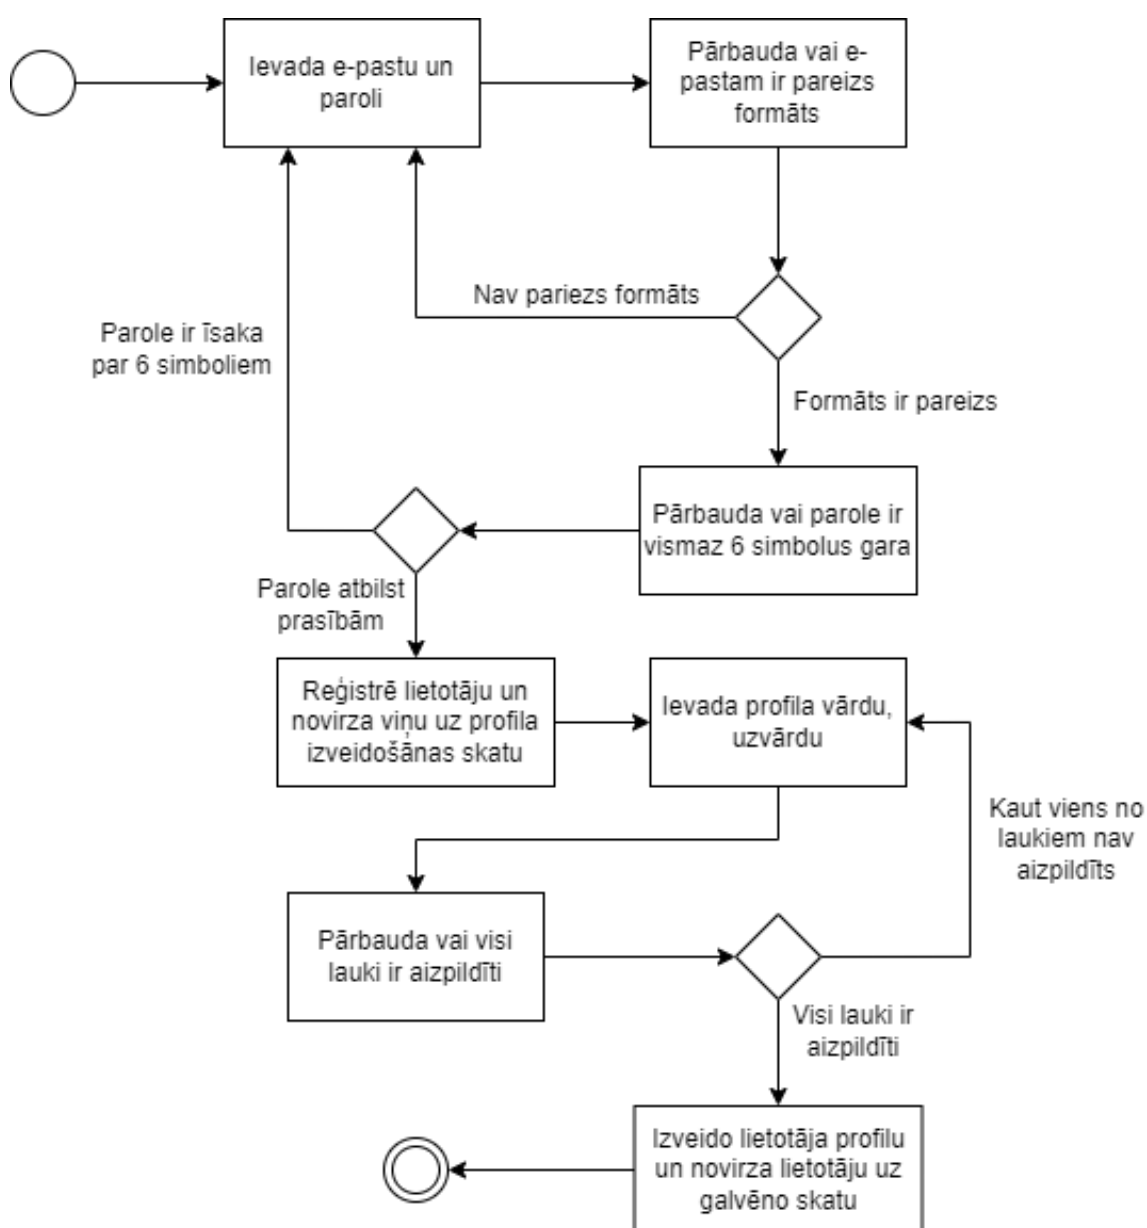 Ievada e-pastu un
paroli
Pārbauda vai e-
pastam ir pareizs
formāts
Nav pariezs formāts
Parole ir īsaka
par 6 simboliem
Formāts ir pareizs
Pārbauda vai parole ir
vismaz 6 simbolus gara
Parole atbilst
prasībām
Reģistrē lietotāju un
novirza viņu uz profila
izveidošānas skatu
Ievada profila vārdu,
uzvārdu
Kaut viens no
laukiem nav
aizpildīts
Pārbauda vai visi
lauki ir aizpildīti
Visi lauki ir
aizpildīti
Izveido lietotāja profilu
un novirza lietotāju uz
galvēno skatu